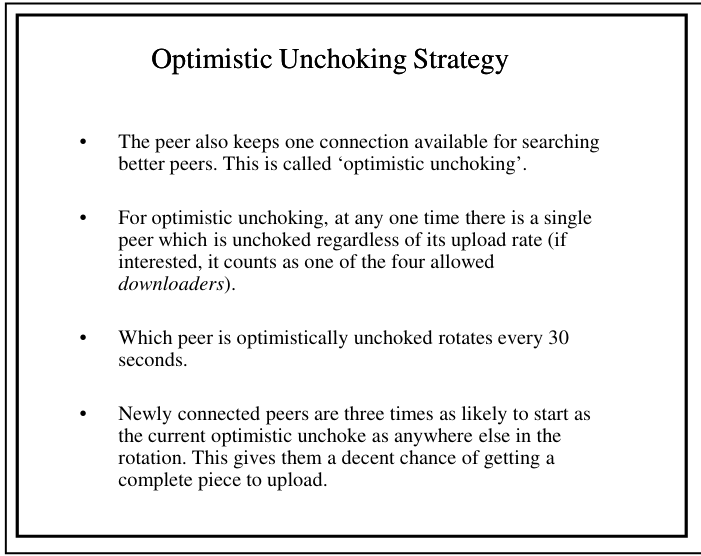 Optimistic Unchoking Strategy
• The peer also keeps one connection available for searching
better peers. This is called ‘optimistic unchoking’.
• For optimistic unchoking, at any one time there is a single
peer which is unchoked regardless of its upload rate (if
interested, it counts as one of the four allowed
downloaders).
• Which peer is optimistically unchoked rotates every 30
seconds.
• Newly connected peers are three times as likely to start as
the current optimistic unchoke as anywhere else in the
rotation. This gives them a decent chance of getting a
complete piece to upload.